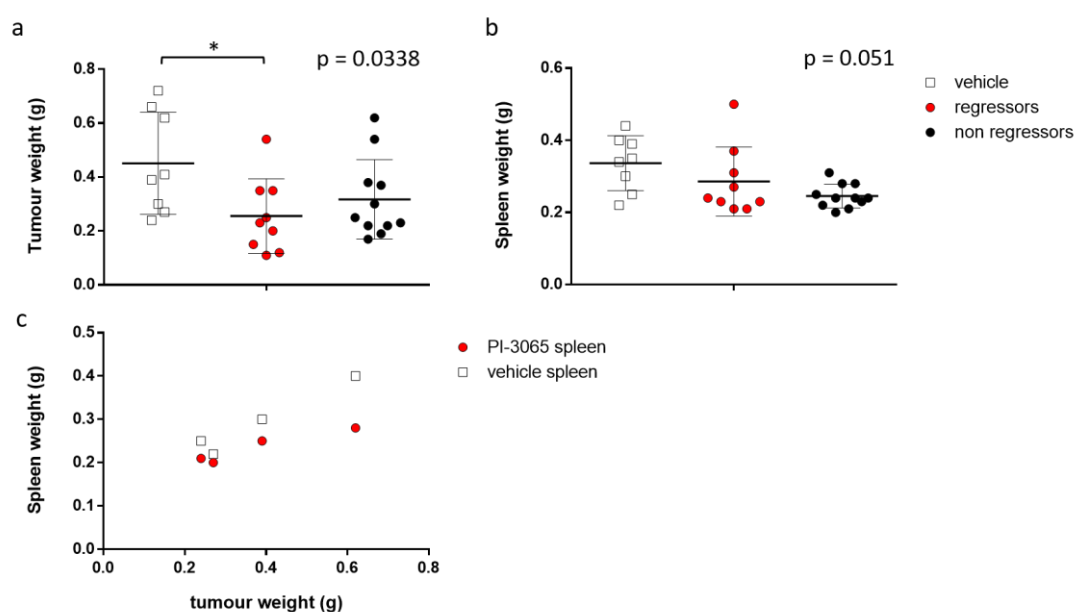 a
*
p = 0.0338
Tumour weight (g)
0.8
0.6
0.4
0.2
0.0
b
p = 0.051
Spleen weight (g)
0.6
0.4
0.2
0.0
vehicle
regressors
non regressors
c
Spleen weight (g)
0.5
0.4
0.3
0.2
0.1
0.0
0.0 0.2 0.4 0.6 0.8
tumour weight (g)
PI-3065 spleen
vehicle spleen